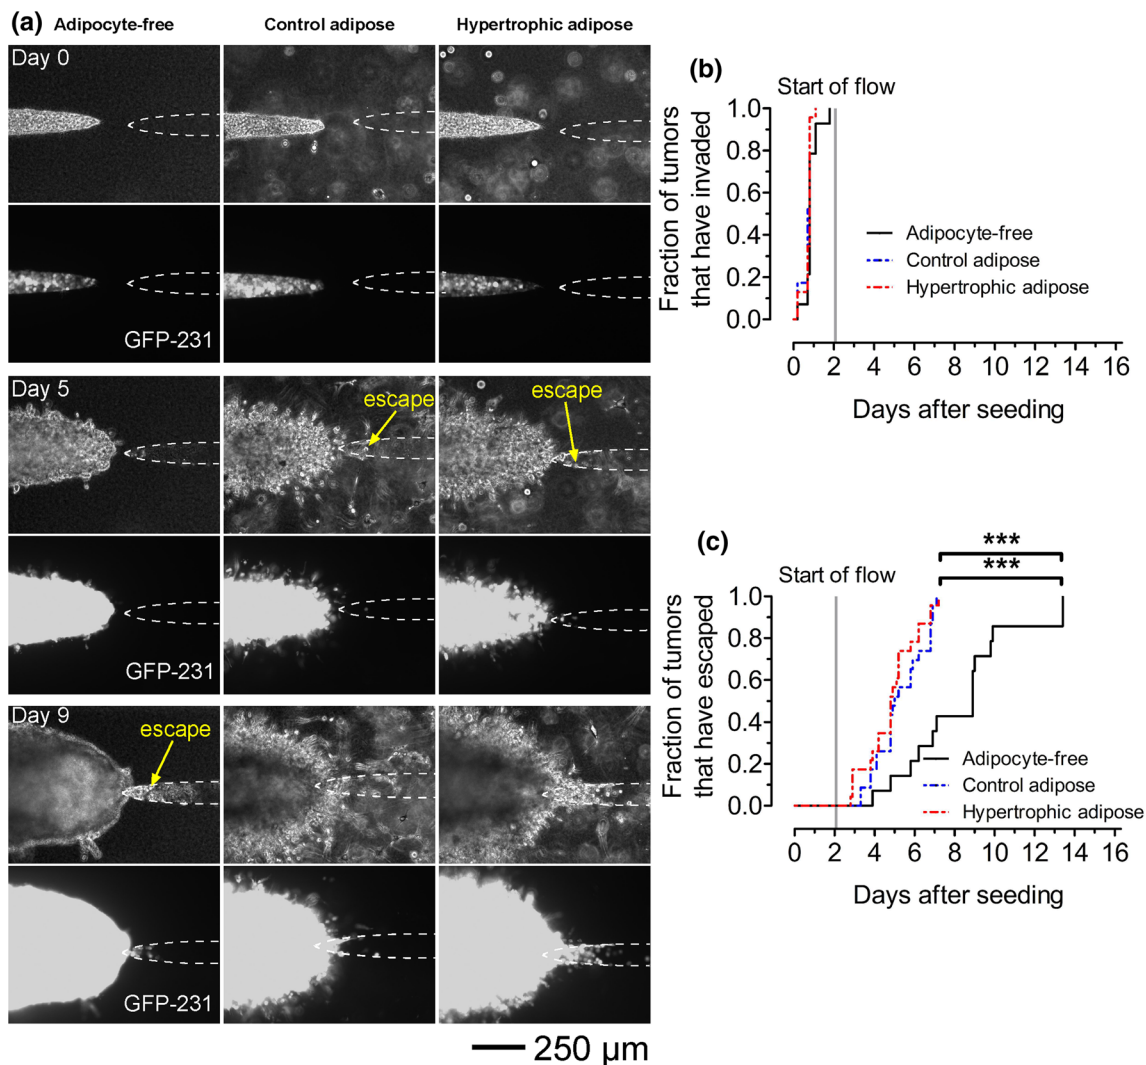 (a)
Adipocyte-free
Control adipose
Hypertrophic adipose
Day 0
GFP-231
Day 5
escape
escape
GFP-231
Day 9
escape
GFP-231
250 μm
(b)
Start of flow
Fraction of tumors
that have invaded
1.0
0.8
0.6
0.4
0.2
0.0
Adipocyte-free
Control adipose
Hypertrophic adipose
0 2 4 6 8 10 12 14 16
Days after seeding
(c)
***
***
Start of flow
Fraction of tumors
that have escaped
1.0
0.8
0.6
0.4
0.2
0.0
Adipocyte-free
Control adipose
Hypertrophic adipose
0 2 4 6 8 10 12 14 16
Days after seeding